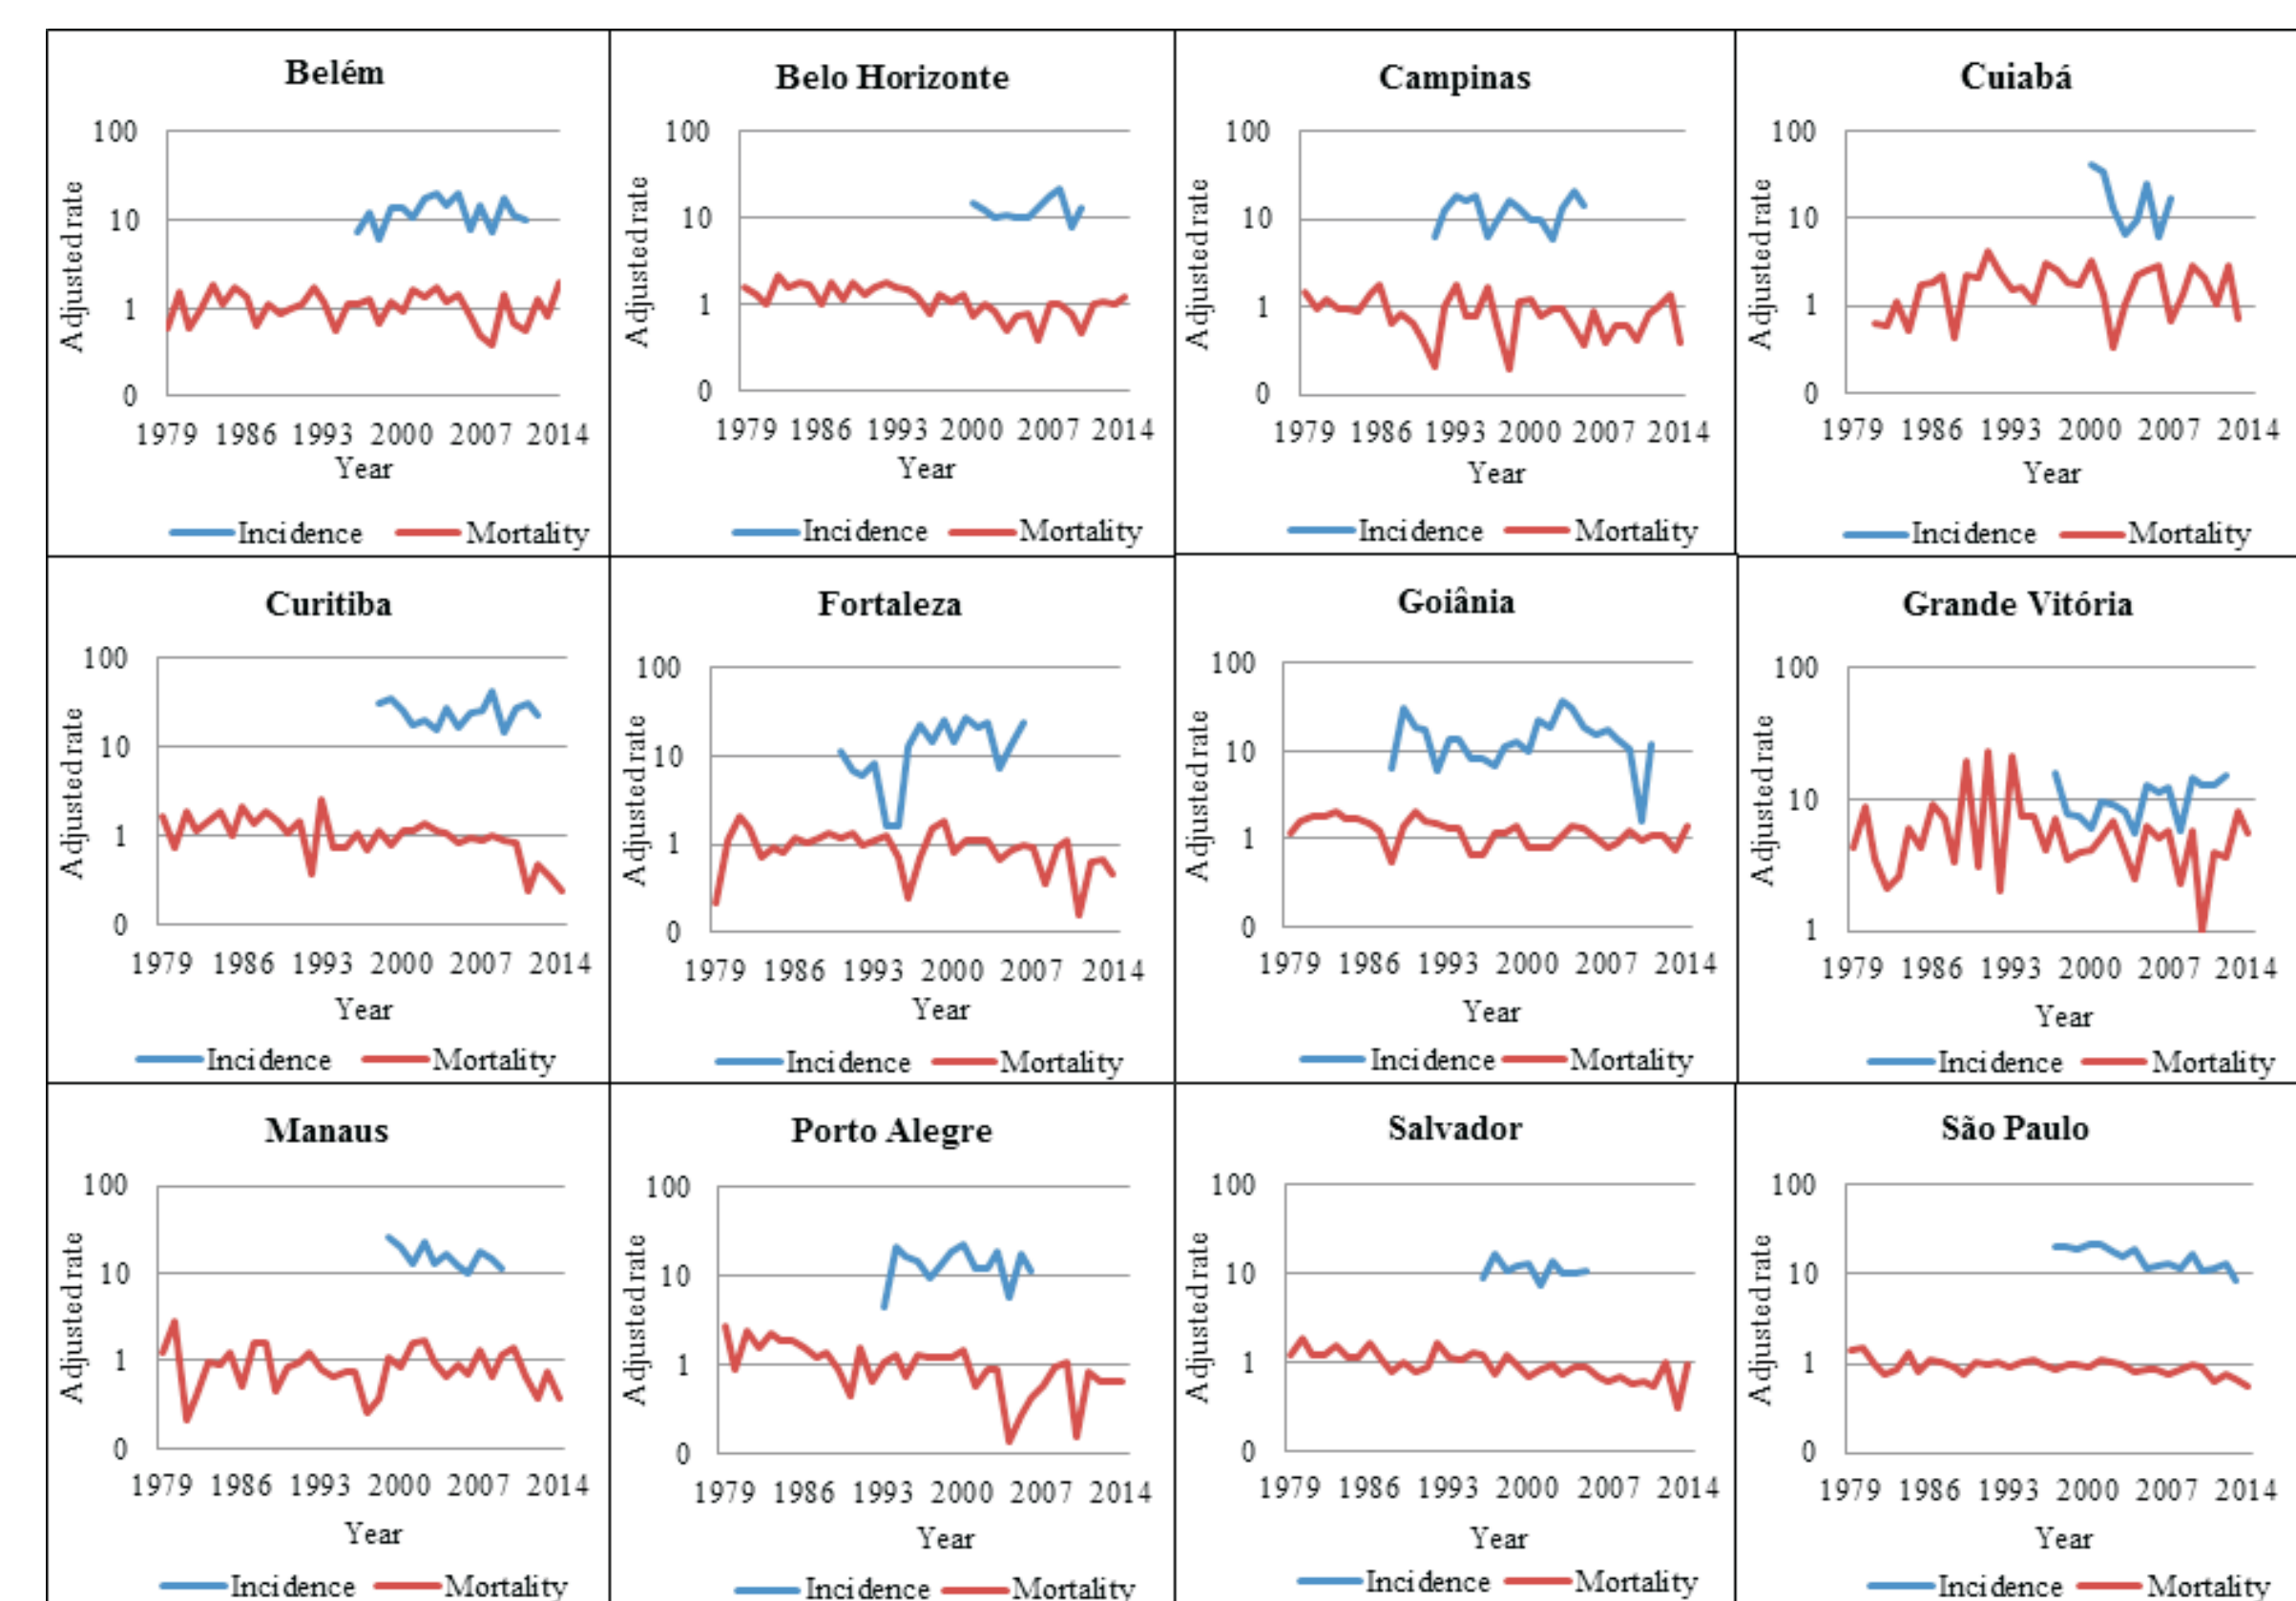 Belém
100
10
1
0
Adjusted rate
1979 1986 1993 2000 2007 2014
Year
Incidence Mortality
Belo Horizonte
100
10
1
0
Adjusted rate
1979 1986 1993 2000 2007 2014
Year
Incidence Mortality
Campinas
100
10
1
0
Adjusted rate
1979 1986 1993 2000 2007 2014
Year
Incidence Mortality
Cuiabá
100
10
1
0
Adjusted rate
1979 1986 1993 2000 2007 2014
Year
Incidence Mortality
Curitiba
100
10
1
0
Adjusted rate
1979 1986 1993 2000 2007 2014
Year
Incidence Mortality
Fortaleza
100
10
1
0
Adjusted rate
1979 1986 1993 2000 2007 2014
Year
Incidence Mortality
Goiânia
100
10
1
0
Adjusted rate
1979 1986 1993 2000 2007 2014
Year
Incidence Mortality
Grande Vitória
100
10
1
Adjusted rate
1979 1986 1993 2000 2007 2014
Year
Incidence Mortality
Manaus
100
10
1
0
Adjusted rate
1979 1986 1993 2000 2007 2014
Year
Incidence Mortality
Porto Alegre
100
10
1
0
Adjusted rate
1979 1986 1993 2000 2007 2014
Year
Incidence Mortality
Salvador
100
10
1
0
Adjusted rate
1979 1986 1993 2000 2007 2014
Year
Incidence Mortality
São Paulo
100
10
1
0
Adjusted rate
1979 1986 1993 2000 2007 2014
Year
Incidence Mortality